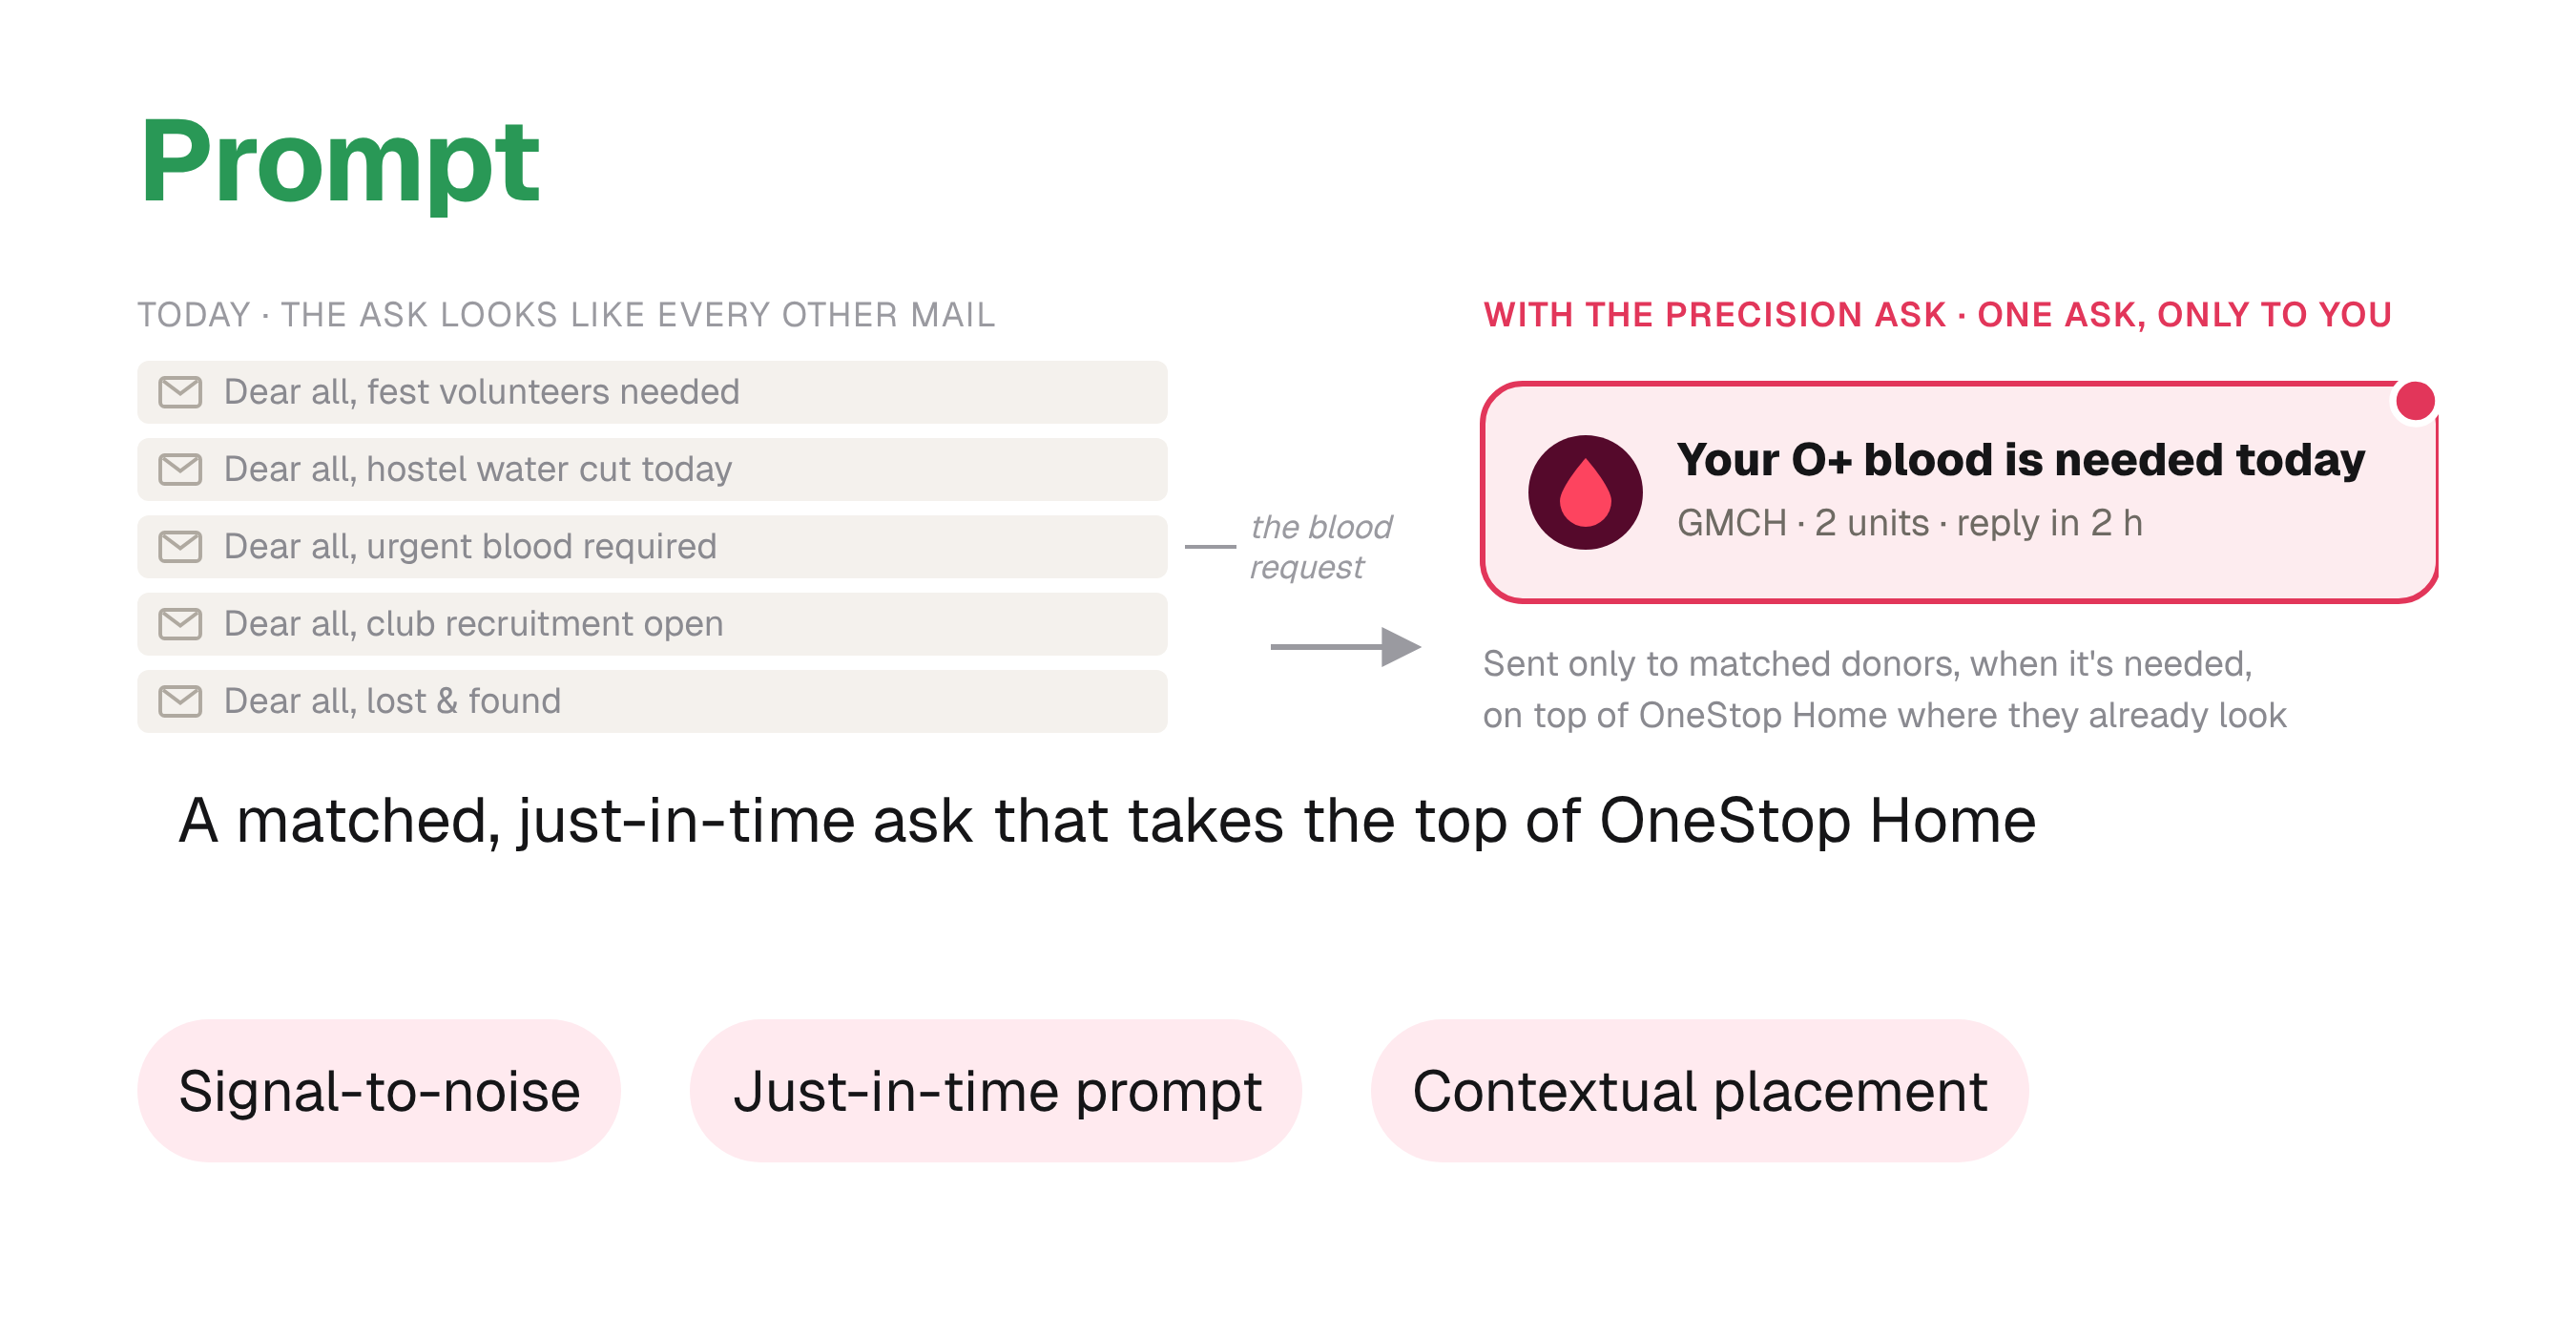 Prompt
TODAY · THE ASK LOOKS LIKE EVERY OTHER MAIL
Dear all, fest volunteers needed
Dear all, hostel water cut today
Dear all, urgent blood required
Dear all, club recruitment open
Dear all, lost & found
the blood
request
WITH THE PRECISION ASK · ONE ASK, ONLY TO YOU
Your O+ blood is needed today
GMCH · 2 units · reply in 2 h
Sent only to matched donors, when it's needed,
on top of OneStop Home where they already look
A matched, just-in-time ask that takes the top of OneStop Home
Signal-to-noise
Just-in-time prompt
Contextual placement